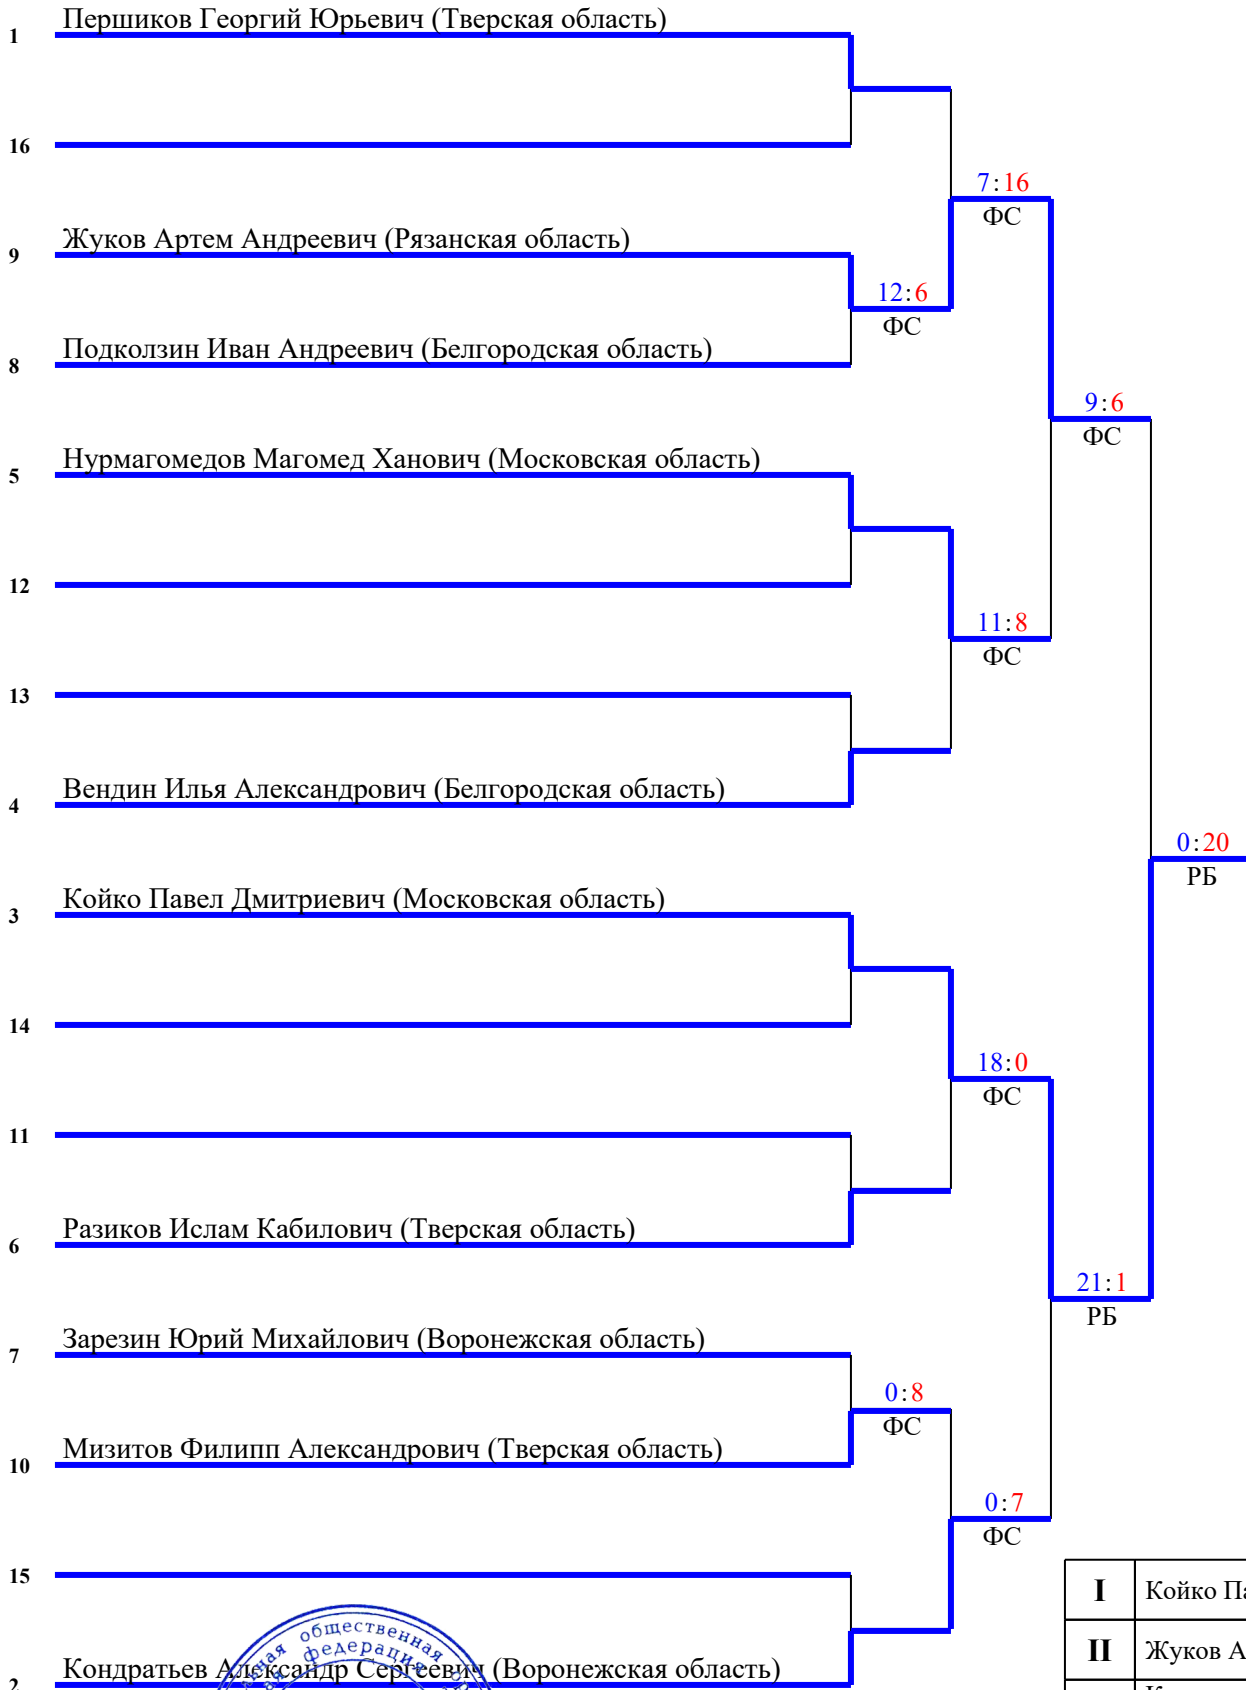 Першиков Георгий Юрьевич (Тверская область)
1
16
7:16
ФС
Жуков Артем Андреевич (Рязанская область)
9
12:6
ФС
Подколзин Иван Андреевич (Белгородская область)
8
9:6
ФС
Нурмагомедов Магомед Ханович (Московская область)
5
12
11:8
ФС
13
Вендин Илья Александрович (Белгородская область)
4
0:20
РБ
Койко Павел Дмитриевич (Московская область)
3
14
18:0
ФС
11
Разиков Ислам Кабилович (Тверская область)
6
21:1
РБ
Зарезин Юрий Михайлович (Воронежская область)
7
0:8
ФС
Мизитов Филипп Александрович (Тверская область)
10
0:7
ФС
15
I Койко Па
общественная
федерация
II Жуков А
Кондратьев Александр Сергеевич (Воронежская область)
2